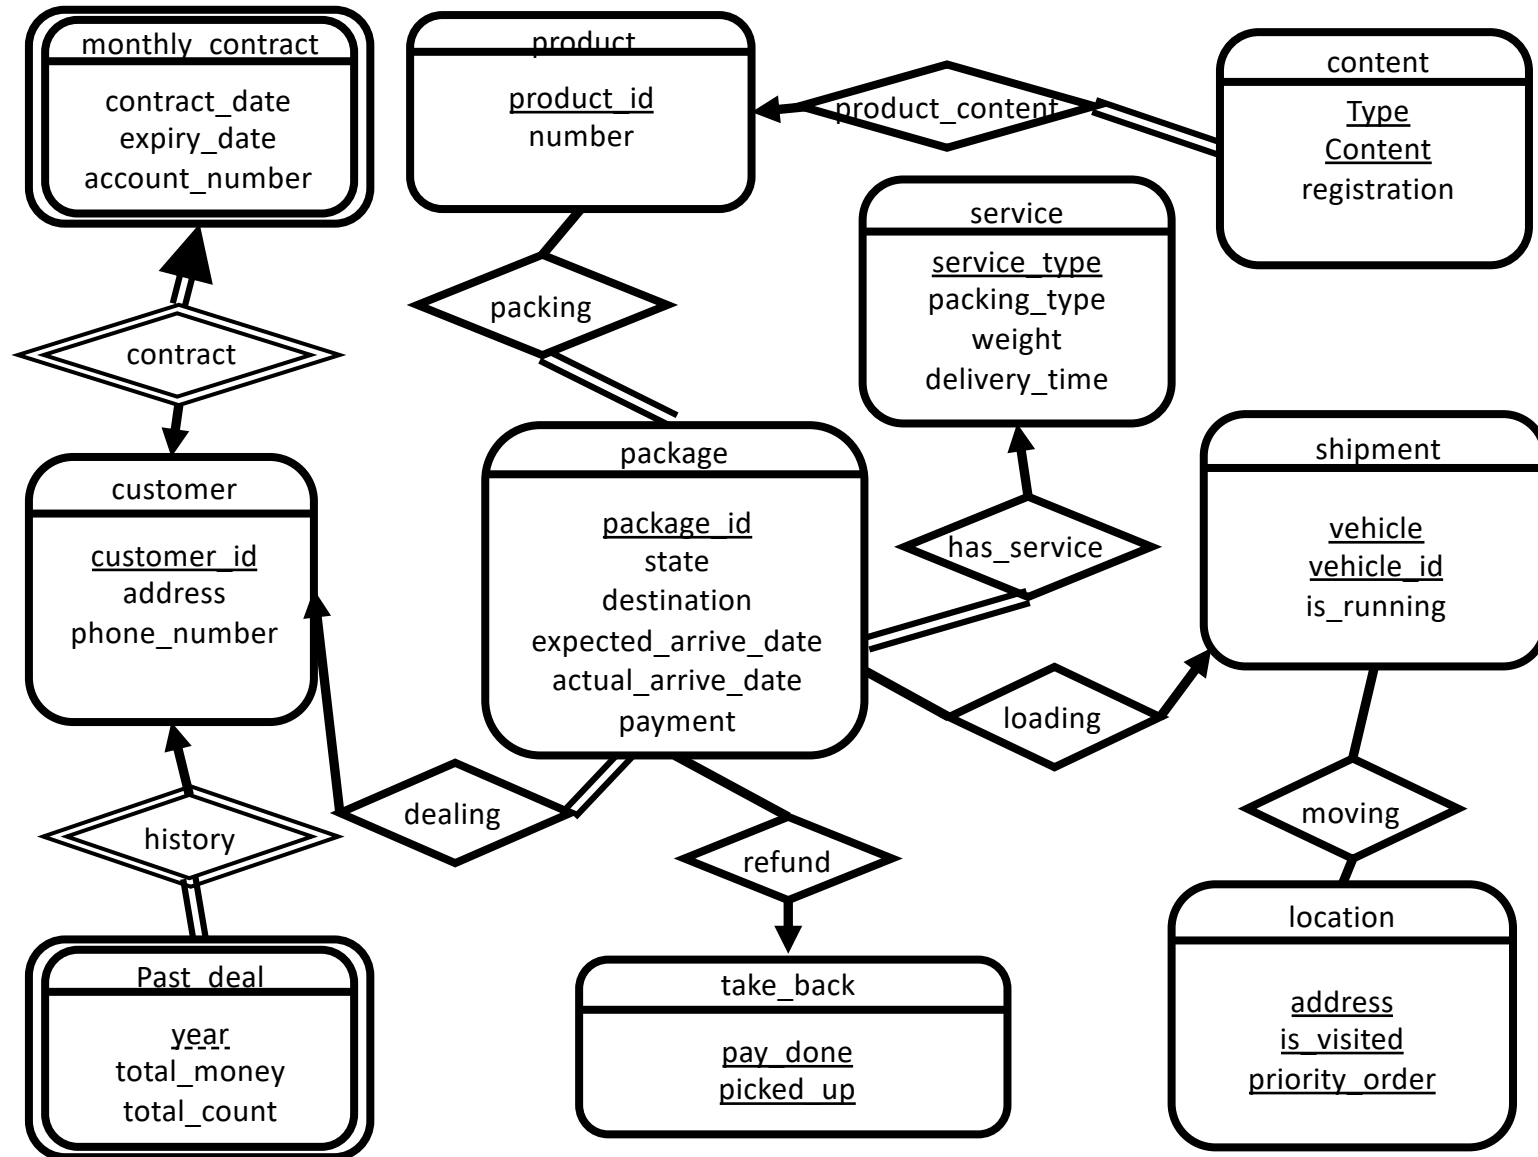 monthly_contract
contract_date
expiry_date
account_number
product
product_id
number
product_content
content
Type
Content
registration
service
service_type
packing_type
weight
delivery_time
packing
contract
customer
customer_id
address
phone_number
package
package_id
state
destination
expected_arrive_date
actual_arrive_date
payment
has_service
shipment
vehicle
vehicle_id
is_running
loading
dealing
history
refund
moving
Past_deal
year
total_money
total_count
take_back
pay_done
picked_up
location
address
is_visited
priority_order